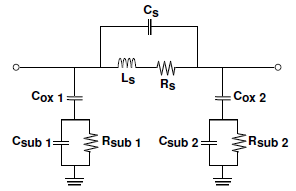 Cs
Ls
Rs
Cox 1
Cox 2
Csub 1
Rsub 1
Csub 2
Rsub 2